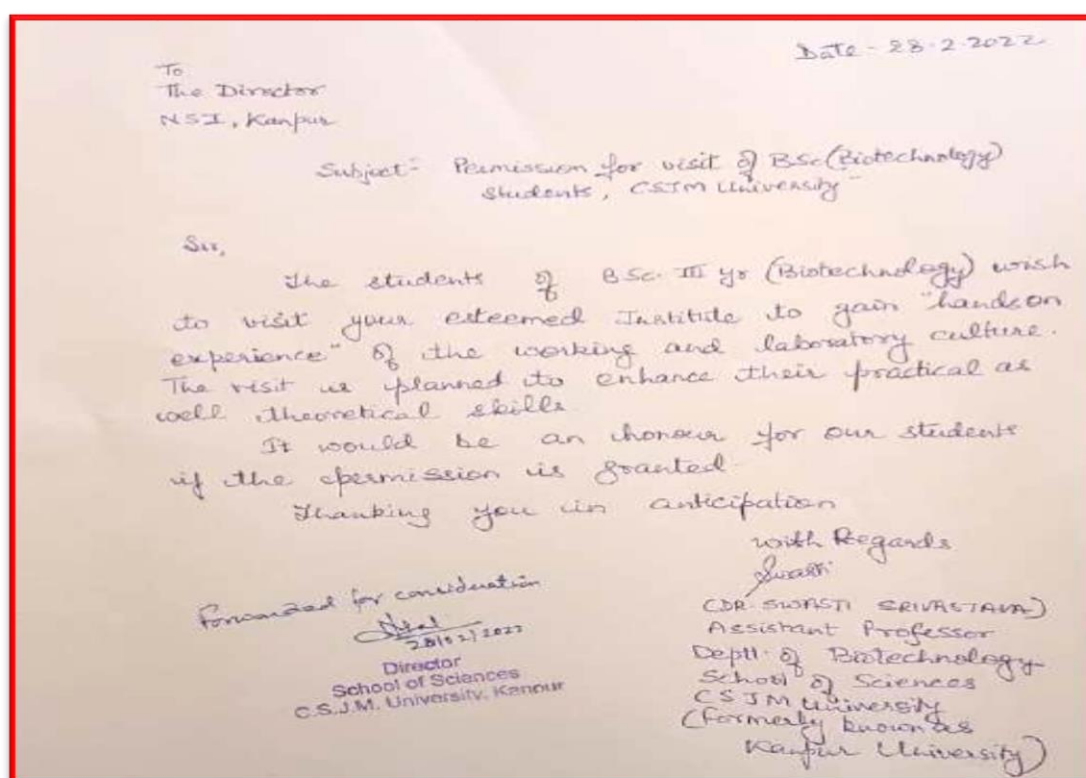 Date - 28.2.2022
To
The Director
NSI, Kanpur
Subject- Permission for visit of BSc (Biotechnology)
Students, CSJM University
Sir,
The students of BSc. III yr (Biotechnology) wish
to visit your esteemed Institute to gain "hands on
experience" of the working and laboratory culture.
The visit is planned to enhance their practical as
well theoretical skills.
It would be an honour for our students
if the permission is granted.
Thanking you in anticipation
with Regards
Swasti
(DR. SWASTI SRIVASTAVA)
Assistant Professor
Deptt. of Biotechnology
School of Sciences
CSJM University
(formerly known as
Kanpur University)
Forwarded for consideration
28/02/2022
Director
School of Sciences
C.S.J.M. University, Kanpur